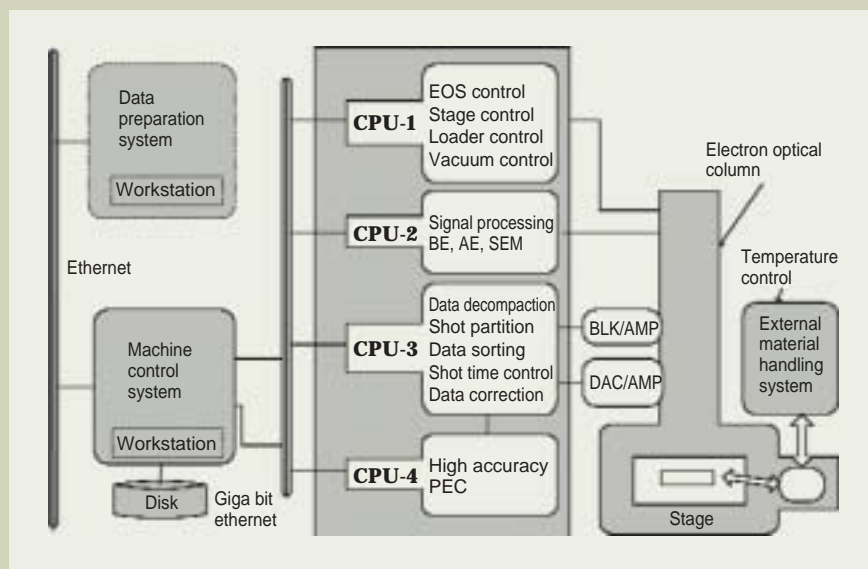 Data
preparation
system
Workstation
Ethernet
Machine
control
system
Workstation
Disk
Giga bit
ethernet
CPU-1
EOS control
Stage control
Loader control
Vacuum control
CPU-2
Signal processing
BE, AE, SEM
CPU-3
Data decompaction
Shot partition
Data sorting
Shot time control
Data correction
CPU-4
High accuracy
PEC
BLK/AMP
DAC/AMP
Electron optical
column
Temperature
control
External
material
handling
system
Stage